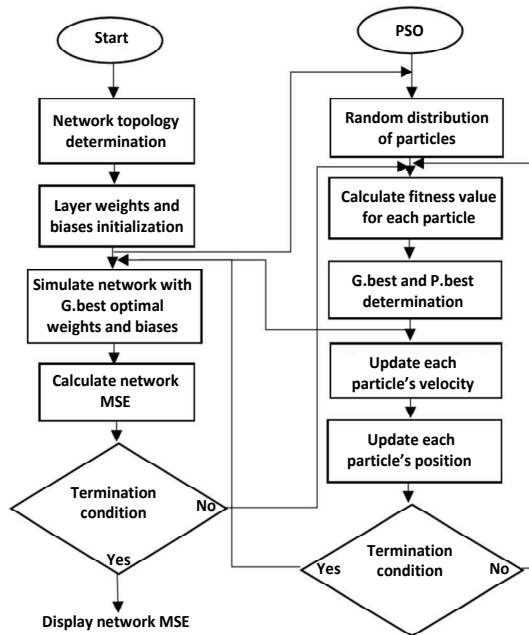 Start
Network topology
determination
Layer weights and
biases initialization
Simulate network with
G.best optimal
weights and biases
Calculate network
MSE
Termination
condition
No
Yes
Display network MSE
PSO
Random distribution
of particles
Calculate fitness value
for each particle
G.best and P.best
determination
Update each
particle's velocity
Update each
particle's position
Termination
condition
Yes
No